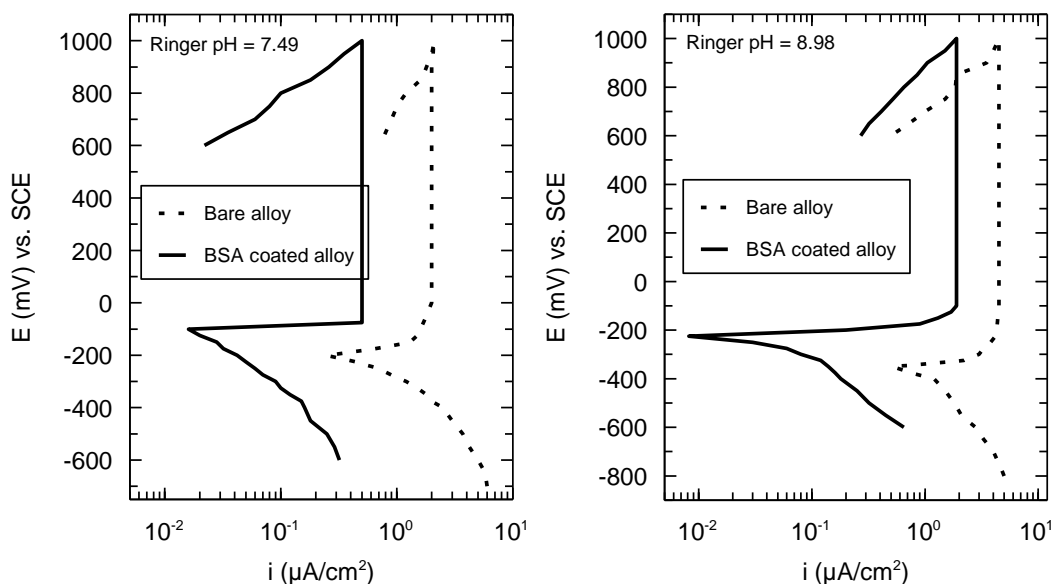 Ringer pH = 7.49
1000
800
600
400
200
0
-200
-400
-600
E (mV) vs. SCE
Bare alloy
BSA coated alloy
10⁻² 10⁻¹ 10⁰ 10¹
i (µA/cm²)
Ringer pH = 8.98
1000
800
600
400
200
0
-200
-400
-600
-800
E (mV) vs. SCE
Bare alloy
BSA coated alloy
10⁻² 10⁻¹ 10⁰ 10¹
i (µA/cm²)